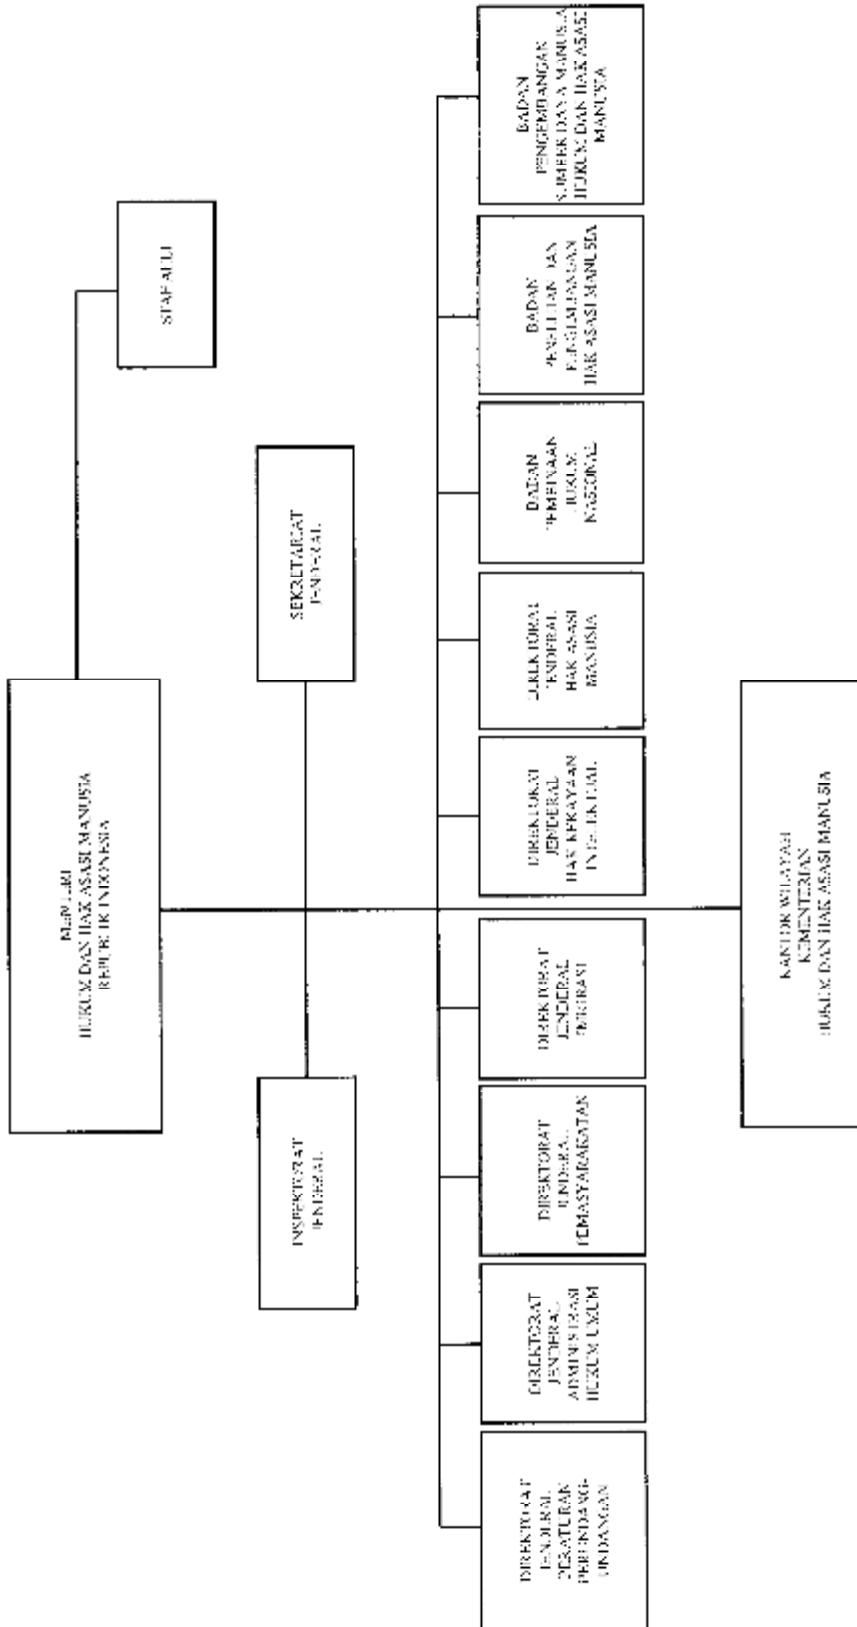 MENTERI
HUKUM DAN HAK ASASI MANUSIA
REPUBLIK INDONESIA
STAF AHLI
INSPEKTORAT
JENDERAL
SEKRETARIAT
JENDERAL
DIREKTORAT
JENDERAL
PERATURAN
PERUNDANG-
UNDANGAN
DIREKTORAT
JENDERAL
ADMINISTRASI
HUKUM UMUM
DIREKTORAT
JENDERAL
PEMASYARAKATAN
DIREKTORAT
JENDERAL
IMIGRASI
DIREKTORAT
JENDERAL
HAK KEKAYAAN
INTELEKTUAL
DIREKTORAT
JENDERAL
HAK ASASI
MANUSIA
BADAN
PEMBINAAN
HUKUM
NASIONAL
BADAN
PENELITIAN DAN
PENGEMBANGAN
HAK ASASI MANUSIA
BADAN
PENGEMBANGAN
SUMBER DAYA MANUSIA
HUKUM DAN HAK ASASI
MANUSIA
KANTOR WILAYAH
KEMENTERIAN
HUKUM DAN HAK ASASI MANUSIA